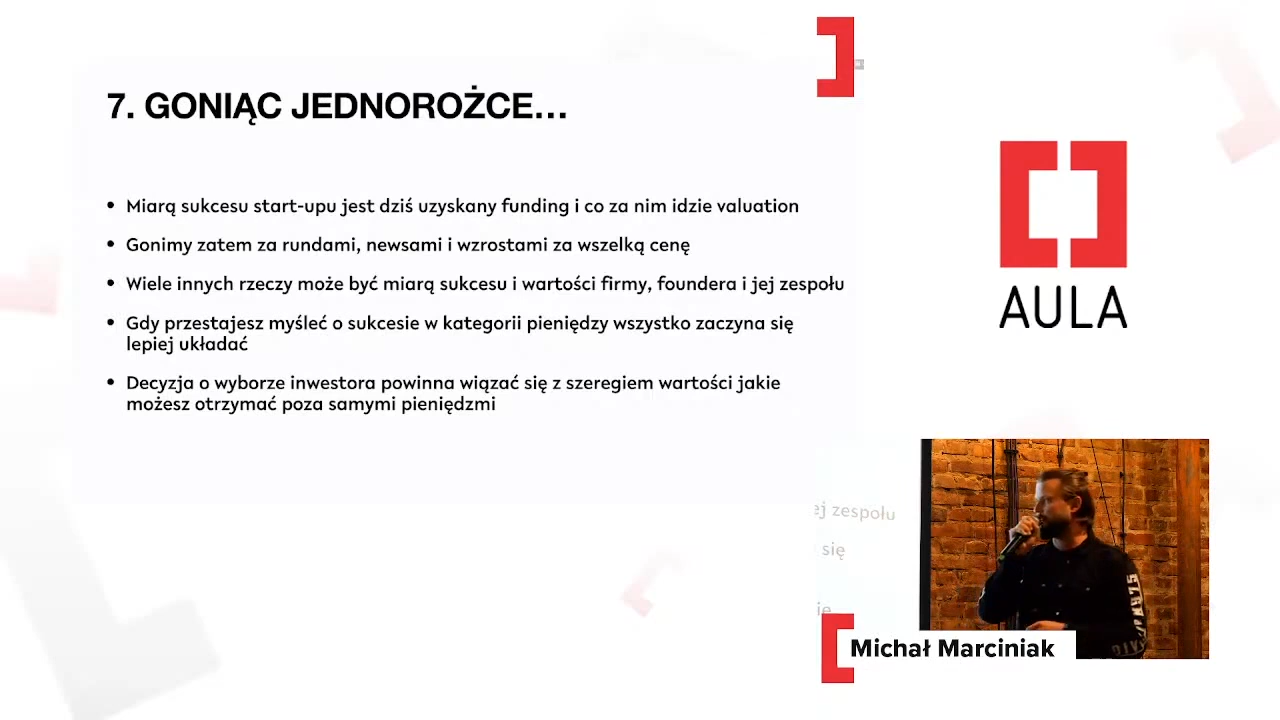 7. GONIĄC JEDNOROŻCE...
• Miarą sukcesu start-upu jest dziś uzyskany funding i co za nim idzie valuation
• Gonimy zatem za rundami, newsami i wzrostami za wszelką cenę
• Wiele innych rzeczy może być miarą sukcesu i wartości firmy, foundera i jej zespołu
• Gdy przestajesz myśleć o sukcesie w kategorii pieniędzy wszystko zaczyna się
lepiej układać
• Decyzja o wyborze inwestora powinna wiązać się z szeregiem wartości jakie
możesz otrzymać poza samymi pieniędzmi
AULA
ej zespołu
się
Michał Marciniak